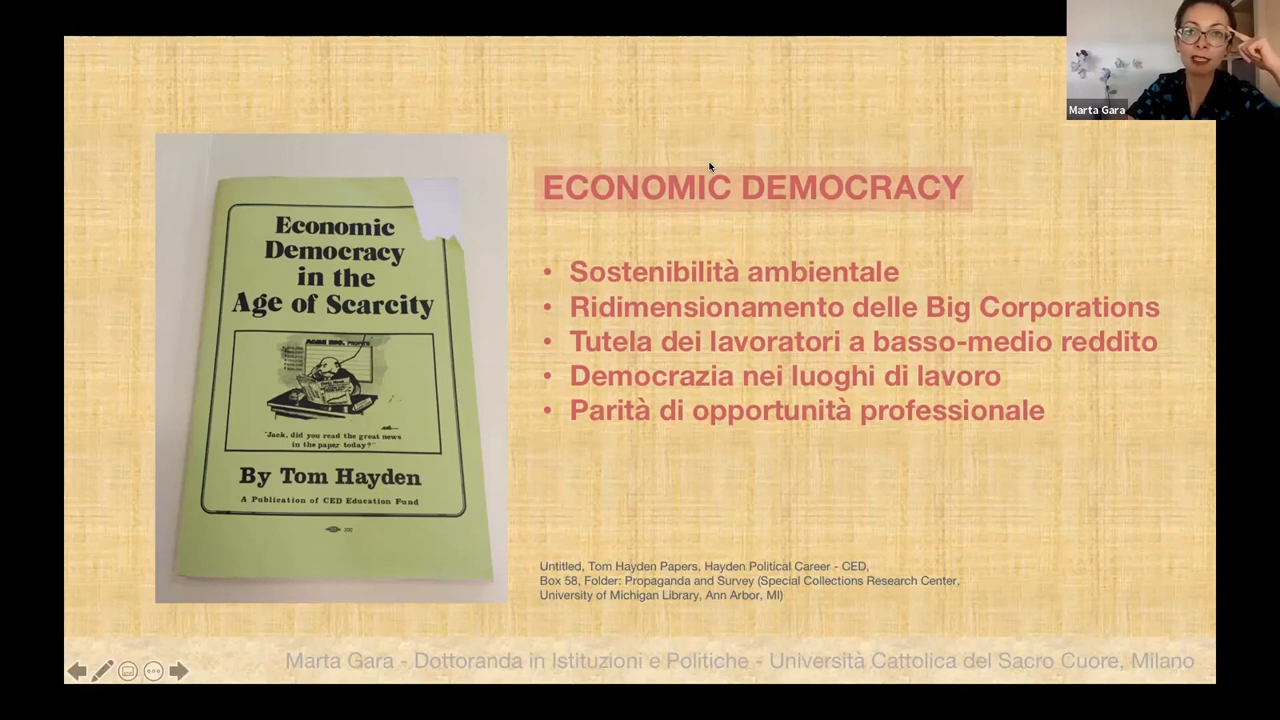 Marta Gara
Economic
Democracy
in the
Age of Scarcity
ACME INC. PROFITS
"Jack, did you read the great news
in the paper today?"
By Tom Hayden
A Publication of CED Education Fund
200
ECONOMIC DEMOCRACY
• Sostenibilità ambientale
• Ridimensionamento delle Big Corporations
• Tutela dei lavoratori a basso-medio reddito
• Democrazia nei luoghi di lavoro
• Parità di opportunità professionale
Untitled, Tom Hayden Papers, Hayden Political Career - CED,
Box 58, Folder: Propaganda and Survey (Special Collections Research Center,
University of Michigan Library, Ann Arbor, MI)
Marta Gara - Dottoranda in Istituzioni e Politiche - Università Cattolica del Sacro Cuore, Milano